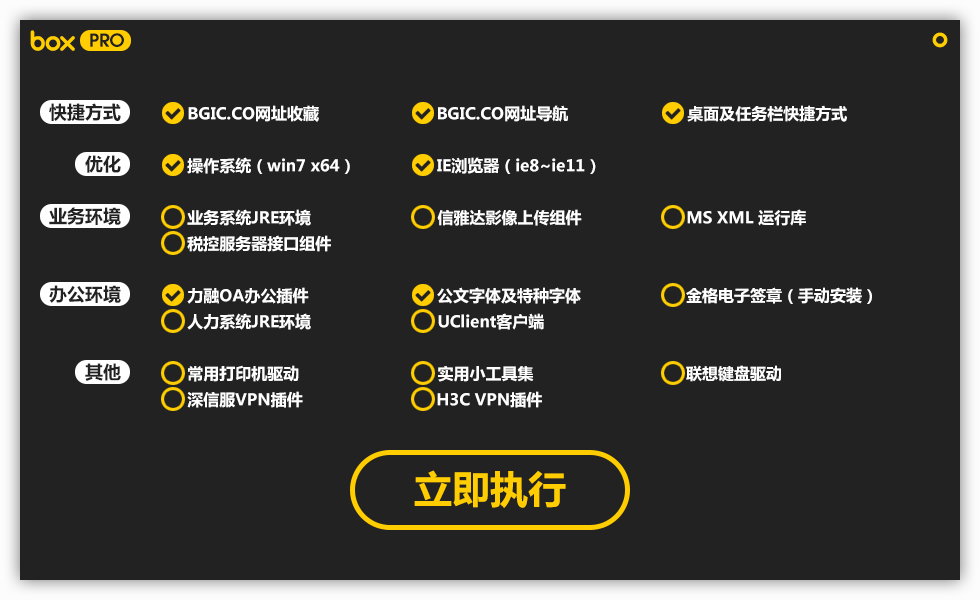 box PRO
快捷方式 BGIC.CO网址收藏 BGIC.CO网址导航 桌面及任务栏快捷方式
优化 操作系统（win7 x64） IE浏览器（ie8~ie11）
业务环境 业务系统JRE环境 信雅达影像上传组件 MS XML 运行库
税控服务器接口组件
办公环境 力融OA办公插件 公文字体及特种字体 金格电子签章（手动安装）
人力系统JRE环境 UClient客户端
其他 常用打印机驱动 实用小工具集 联想键盘驱动
深信服VPN插件 H3C VPN插件
立即执行